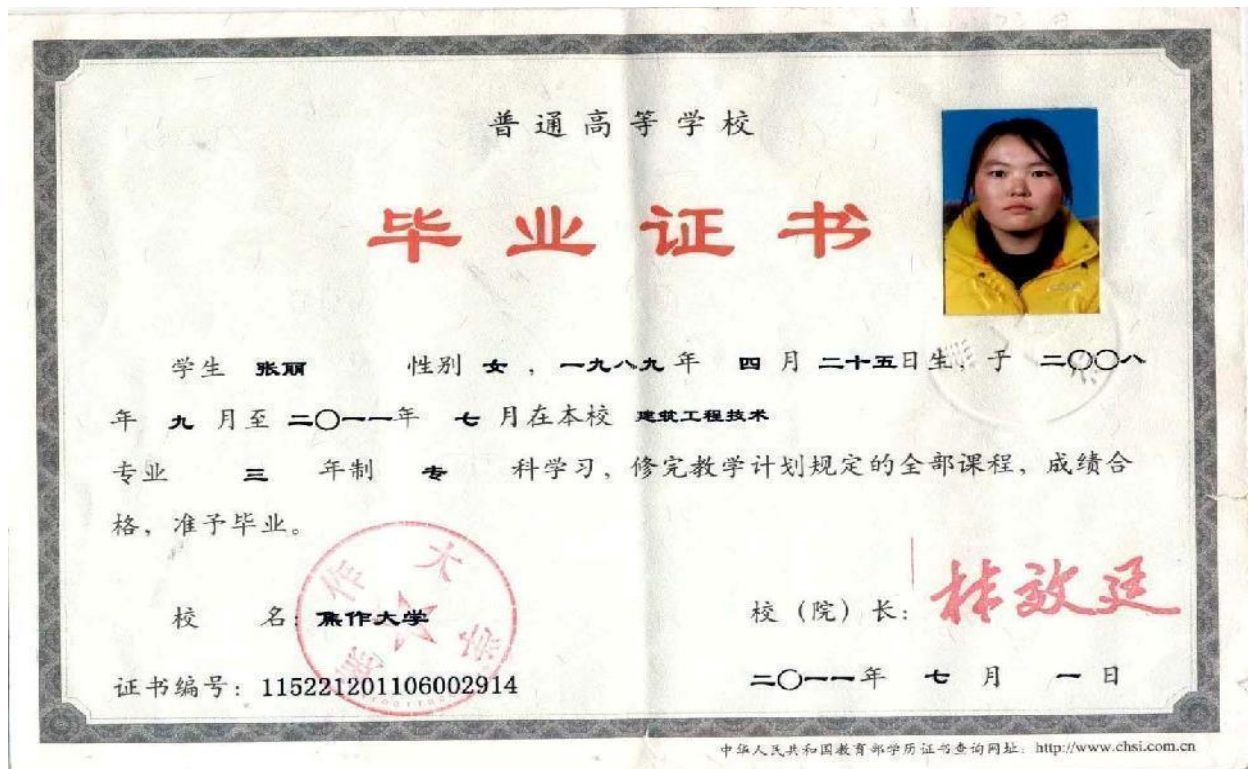 普通高等学校
毕业证书
学生 张丽 性别 女 ，一九八九 年 四 月 二十五日生，于 二〇〇八
年 九 月至 二〇一一年 七 月在本校 建筑工程技术
专业 三 年制 专 科学习，修完教学计划规定的全部课程，成绩合
格，准予毕业。
焦作大学
校 名：焦作大学
校（院）长：
证书编号：115221201106002914
二〇一一年 七 月 一 日
中华人民共和国教育部学历证书查询网址：http://www.chsi.com.cn